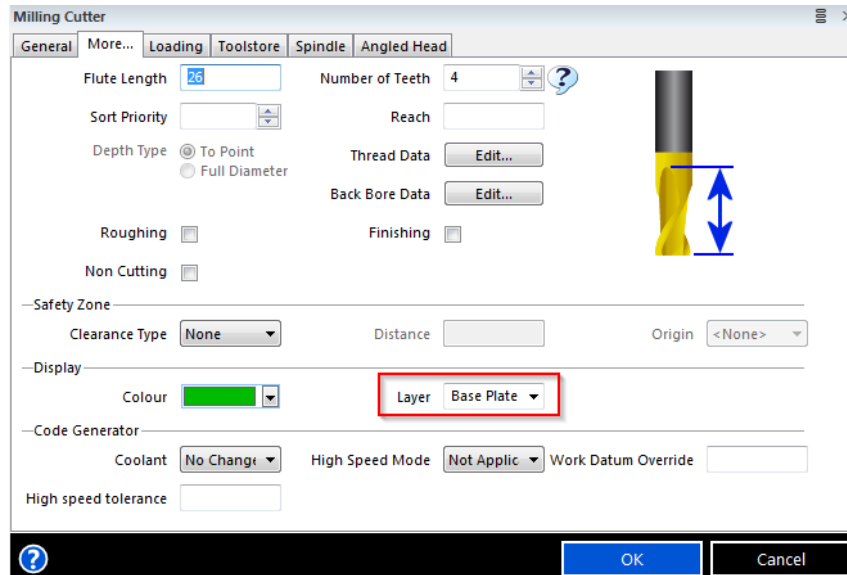 Milling Cutter
General More... Loading Toolstore Spindle Angled Head
Flute Length 26 Number of Teeth 4 ?
Sort Priority Reach
Depth Type To Point Thread Data Edit...
Full Diameter
Back Bore Data Edit...
Roughing Finishing
Non Cutting
Safety Zone
Clearance Type None Distance Origin <None>
Display
Colour Layer Base Plate
Code Generator
Coolant No Change High Speed Mode Not Applic Work Datum Override
High speed tolerance
? OK Cancel